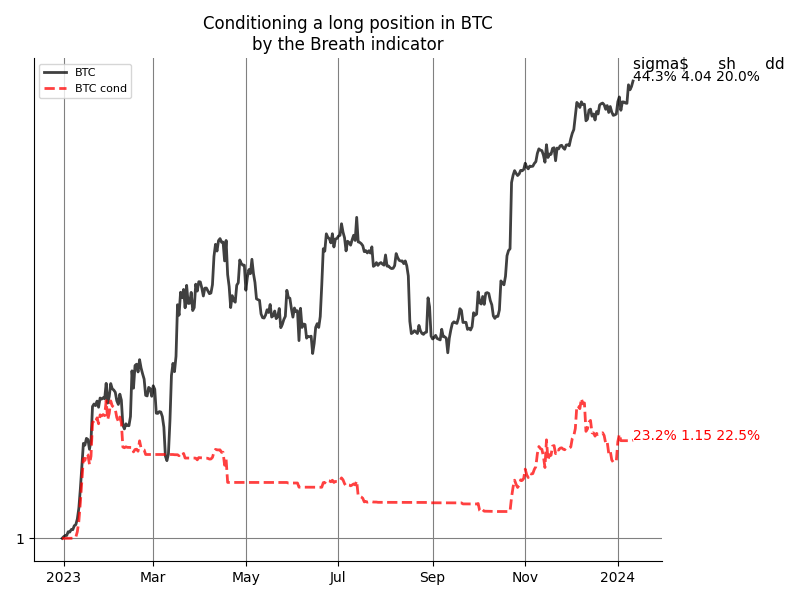 Conditioning a long position in BTC
by the Breath indicator
BTC
BTC cond
sigma$ sh dd
44.3% 4.04 20.0%
23.2% 1.15 22.5%
1
2023 Mar May Jul Sep Nov 2024